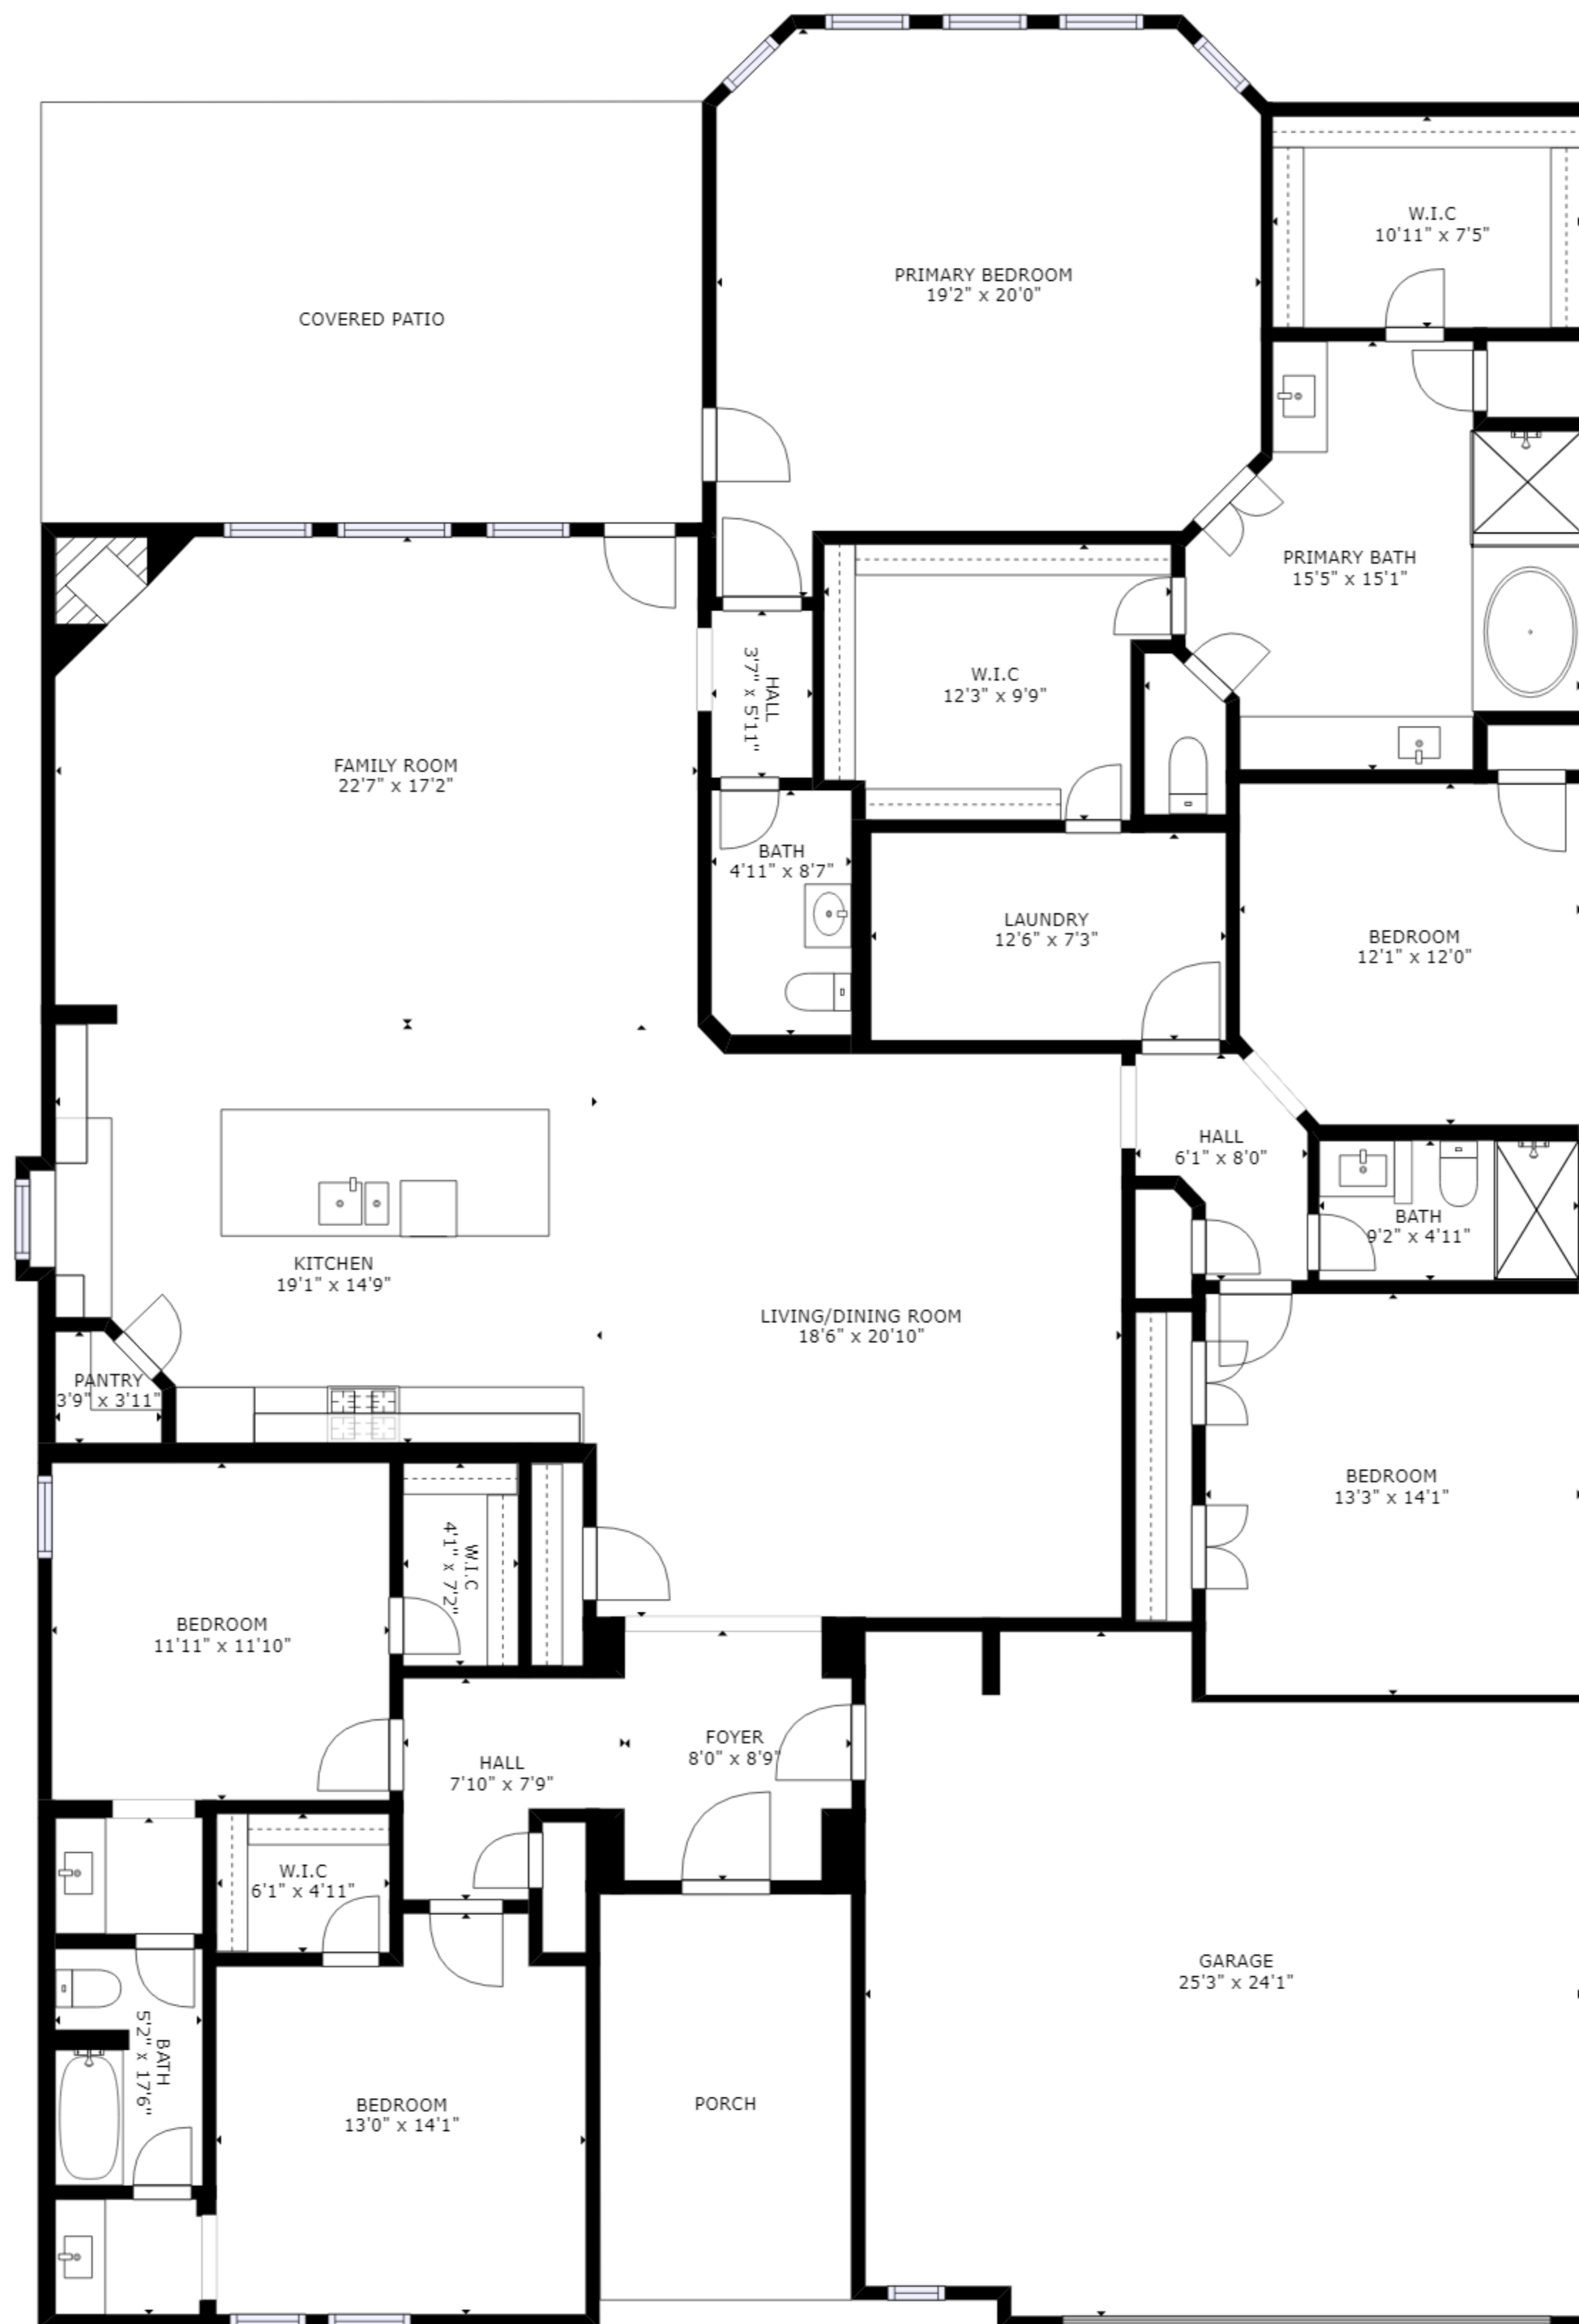 W.I.C
10'11" x 7'5"
PRIMARY BEDROOM
19'2" x 20'0"
COVERED PATIO
PRIMARY BATH
15'5" x 15'1"
HALL
3'7" x 5'11"
W.I.C
12'3" x 9'9"
FAMILY ROOM
22'7" x 17'2"
BATH
4'11" x 8'7"
LAUNDRY
12'6" x 7'3"
BEDROOM
12'1" x 12'0"
HALL
6'1" x 8'0"
BATH
9'2" x 4'11"
KITCHEN
19'1" x 14'9"
LIVING/DINING ROOM
18'6" x 20'10"
PANTRY
3'9" x 3'11"
BEDROOM
13'3" x 14'1"
W.I.C
4'1" x 7'2"
BEDROOM
11'11" x 11'10"
FOYER
8'0" x 8'9"
HALL
7'10" x 7'9"
W.I.C
6'1" x 4'11"
GARAGE
25'3" x 24'1"
BATH
5'2" x 17'6"
BEDROOM
13'0" x 14'1"
PORCH